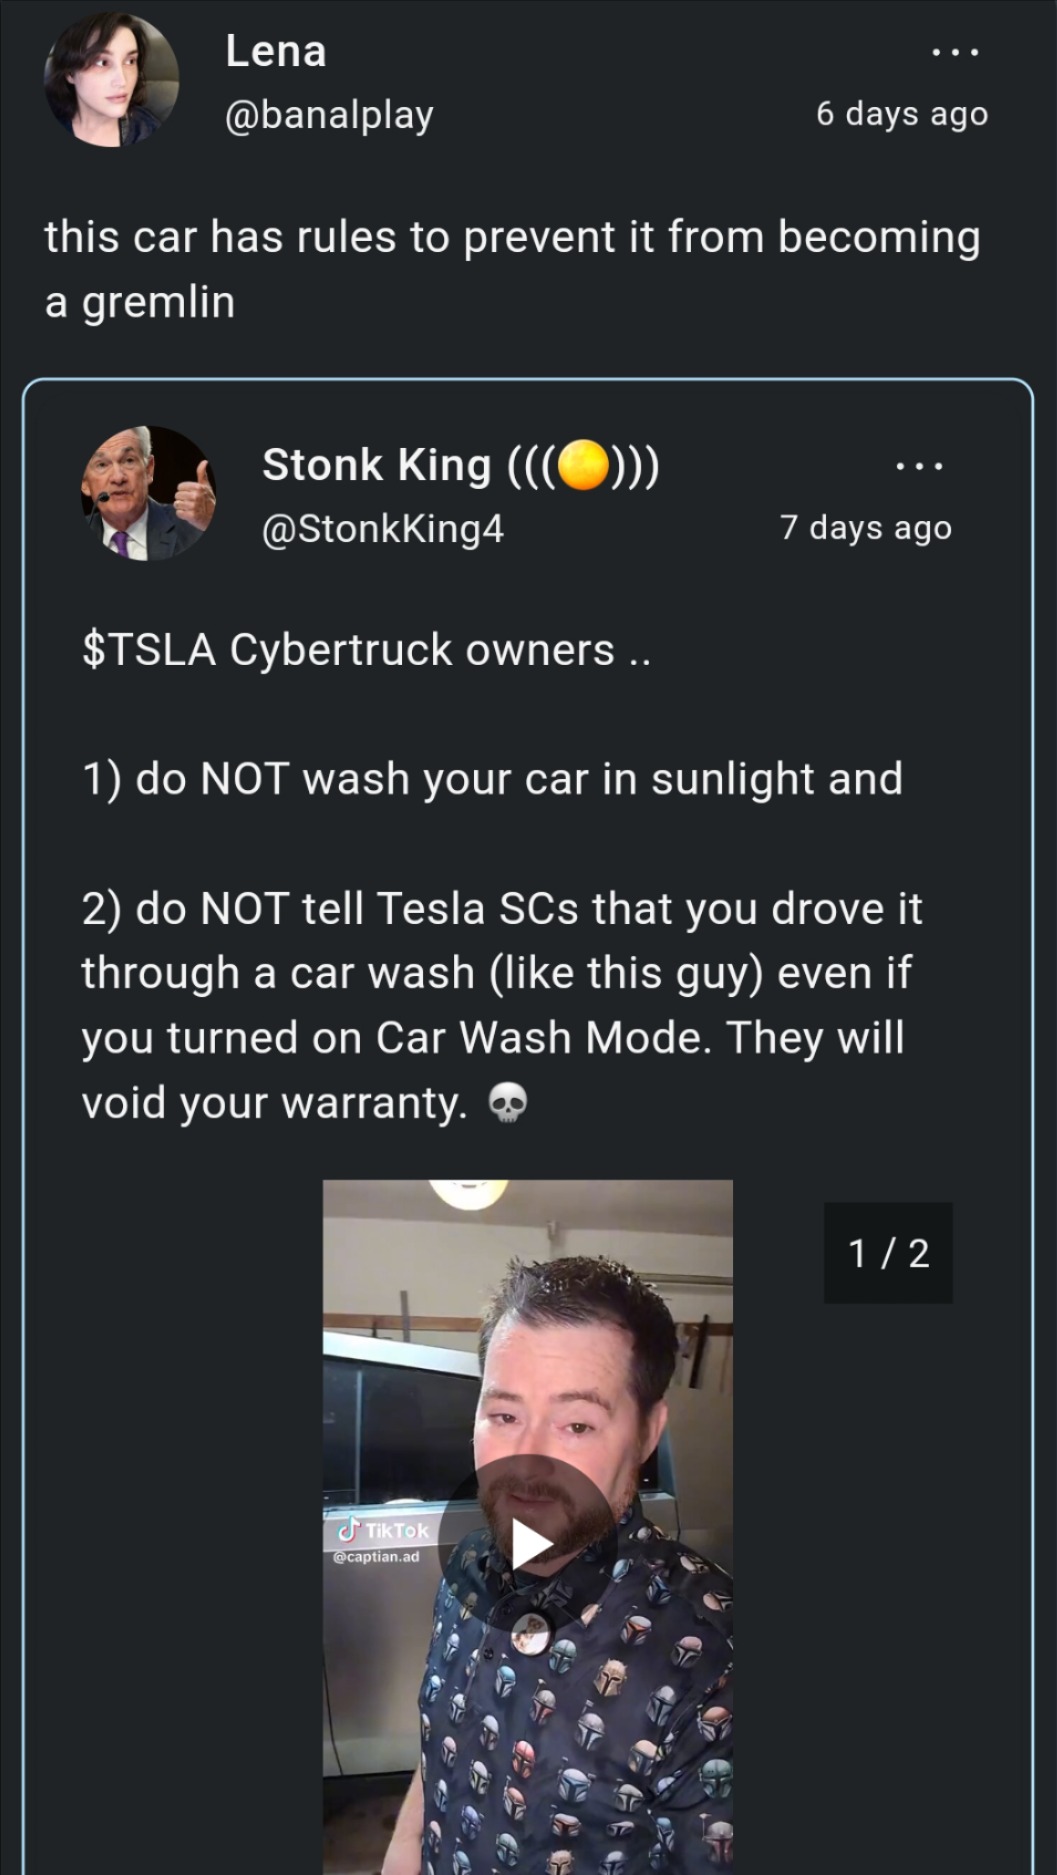 Lena
...
@banalplay
6 days ago
this car has rules to prevent it from becoming
a gremlin
Stonk King (((🟡)))
...
@StonkKing4
7 days ago
$TSLA Cybertruck owners ..
1) do NOT wash your car in sunlight and
2) do NOT tell Tesla SCs that you drove it
through a car wash (like this guy) even if
you turned on Car Wash Mode. They will
void your warranty. 💀
1 / 2
TikTok
@captian.ad